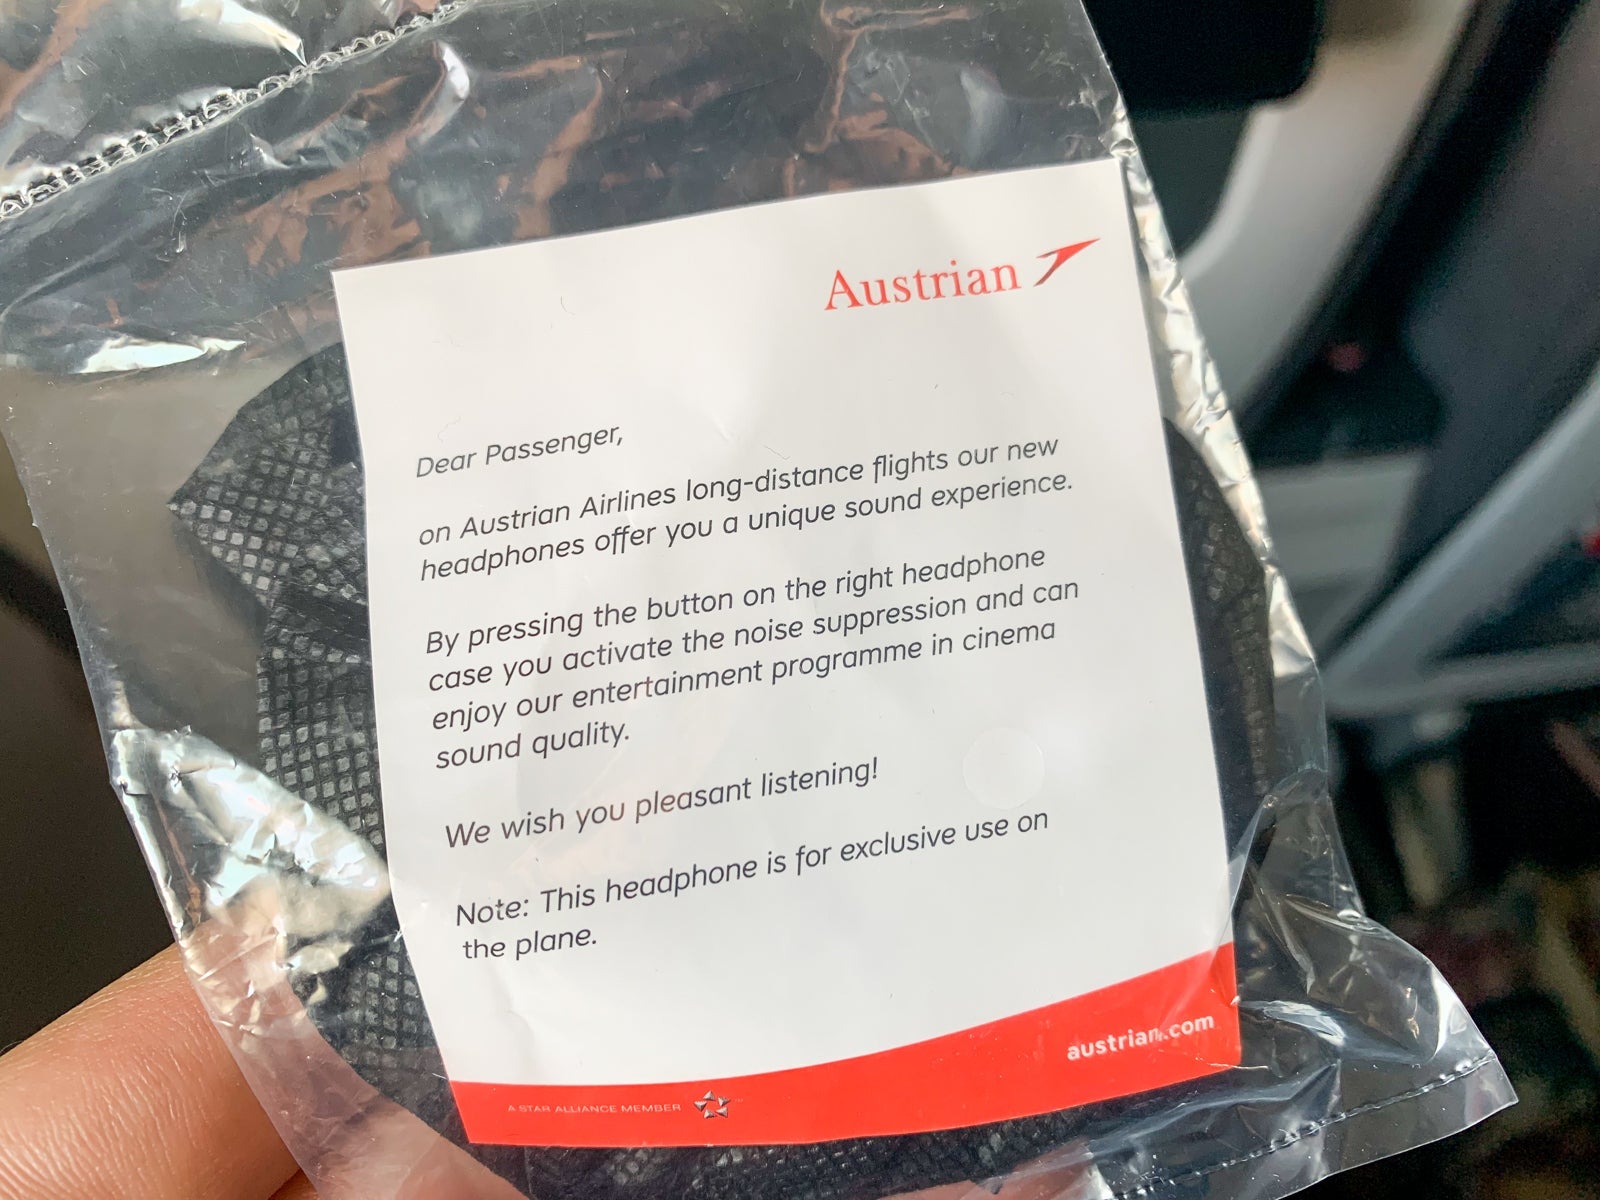 Austrian
Dear Passenger,
on Austrian Airlines long-distance flights our new
headphones offer you a unique sound experience.
By pressing the button on the right headphone
case you activate the noise suppression and can
enjoy our entertainment programme in cinema
sound quality.
We wish you pleasant listening!
Note: This headphone is for exclusive use on
the plane.
austrian.com
A STAR ALLIANCE MEMBER